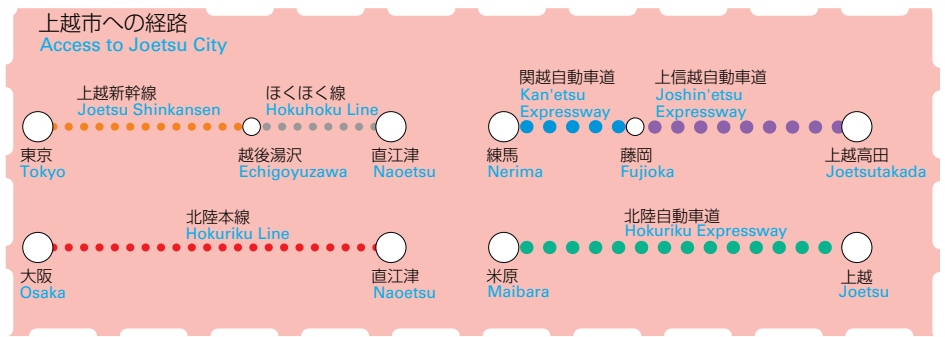 上越市への経路
Access to Joetsu City
上越新幹線
Joetsu Shinkansen
ほくほく線
Hokuhoku Line
東京
Tokyo
越後湯沢
Echigoyuzawa
直江津
Naoetsu
関越自動車道
Kan'etsu
Expressway
上信越自動車道
Joshin'etsu
Expressway
練馬
Nerima
藤岡
Fujioka
上越高田
Joetsutakada
北陸本線
Hokuriku Line
大阪
Osaka
直江津
Naoetsu
北陸自動車道
Hokuriku Expressway
米原
Maibara
上越
Joetsu